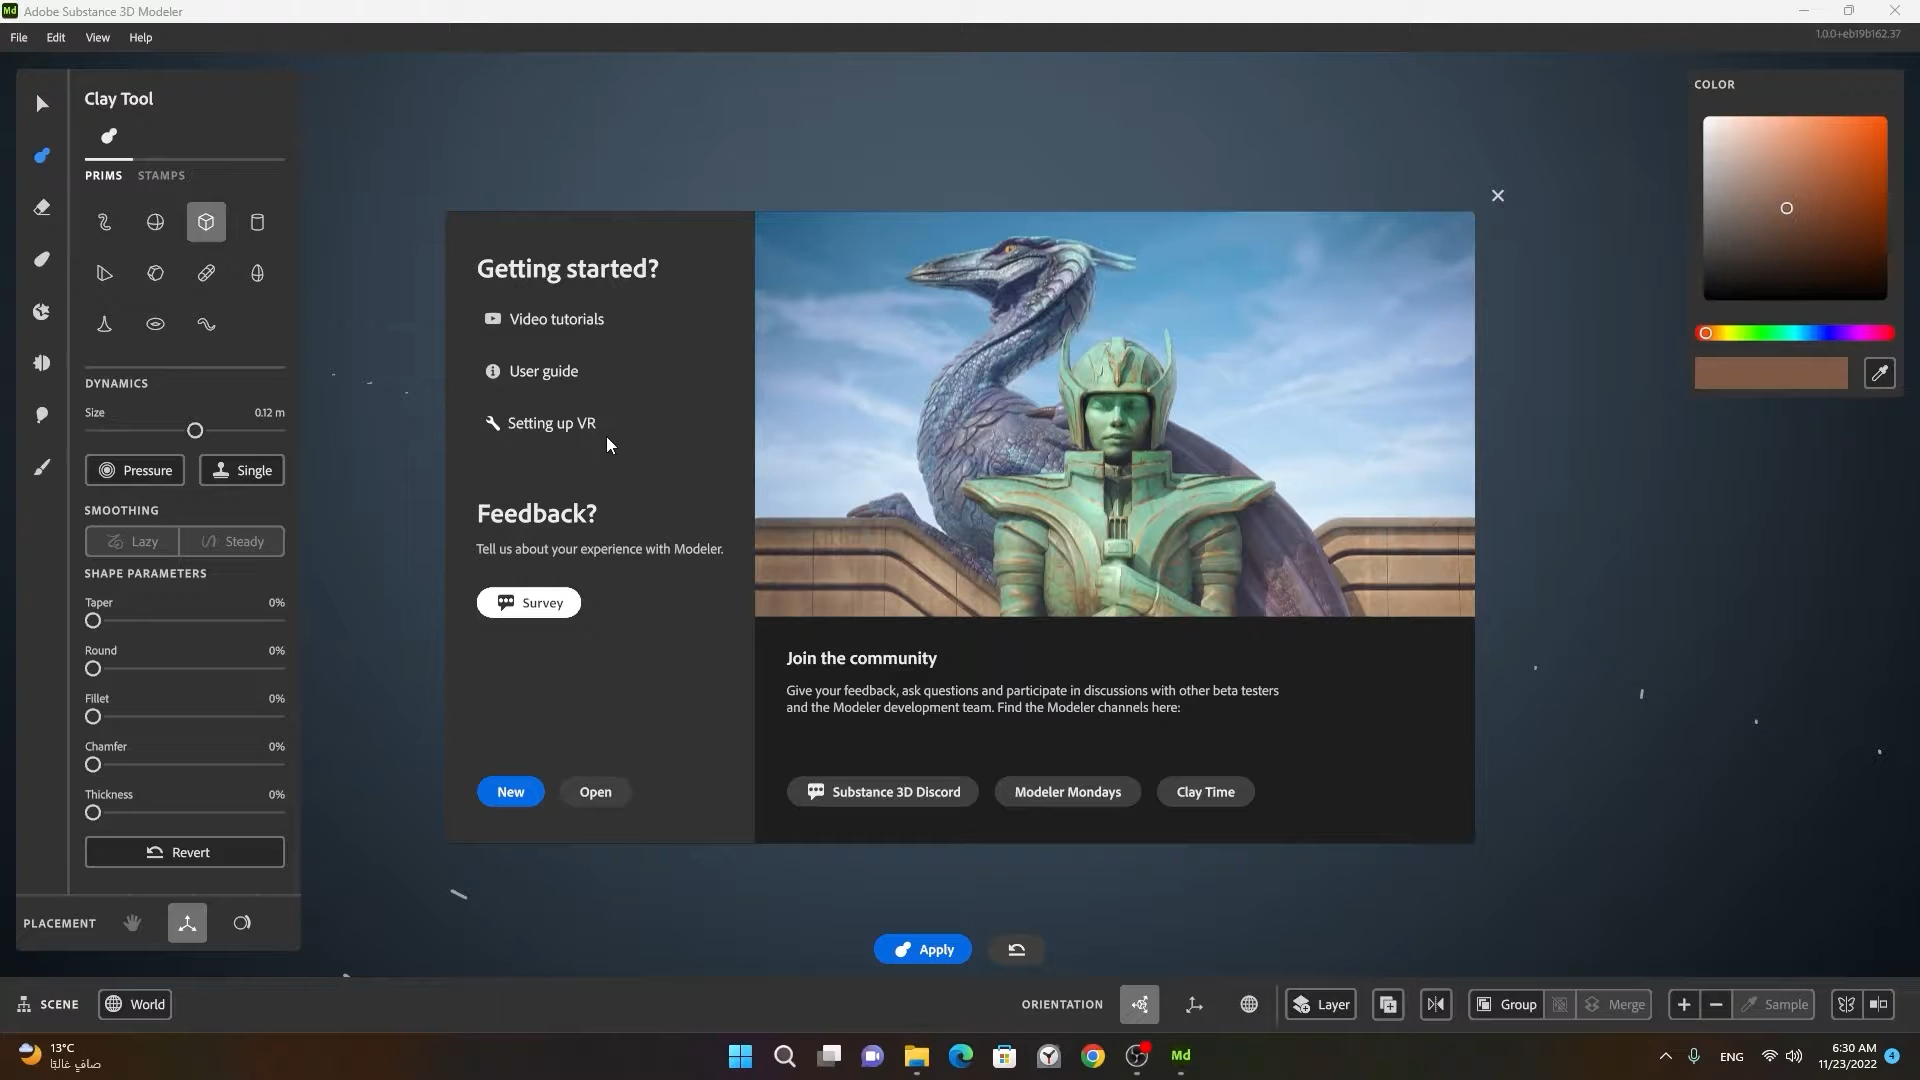 Md Adobe Substance 3D Modeler
File Edit View Help
1.0.0+eb19b162.37
Clay Tool
PRIMS STAMPS
DYNAMICS
Size 0.12 m
Pressure Single
SMOOTHING
Lazy Steady
SHAPE PARAMETERS
Taper 0%
Round 0%
Fillet 0%
Chamfer 0%
Thickness 0%
Revert
PLACEMENT
Getting started?
Video tutorials
User guide
Setting up VR
Feedback?
Tell us about your experience with Modeler.
Survey
New Open
Join the community
Give your feedback, ask questions and participate in discussions with other beta testers
and the Modeler development team. Find the Modeler channels here:
Substance 3D Discord Modeler Mondays Clay Time
COLOR
Apply
SCENE World
ORIENTATION Layer Group Merge Sample
13°C
صافٍ غالبًا
Md
ENG
6:30 AM
11/23/2022
4